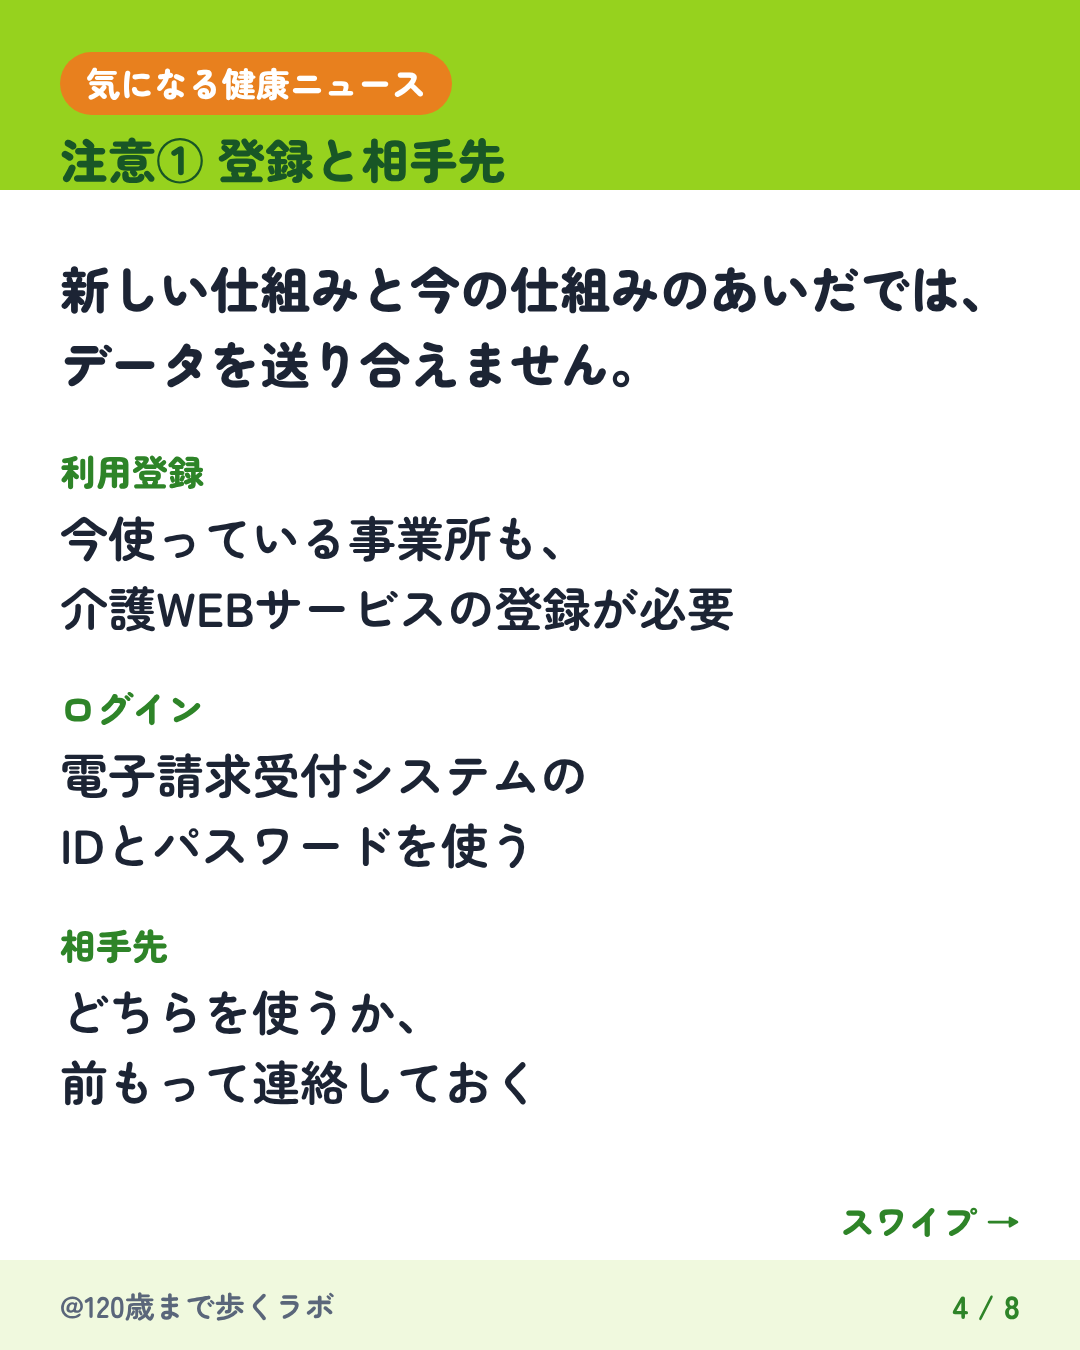 気になる健康ニュース
注意① 登録と相手先
新しい仕組みと今の仕組みのあいだでは、
データを送り合えません。
利用登録
今使っている事業所も、
介護WEBサービスの登録が必要
ログイン
電子請求受付システムの
IDとパスワードを使う
相手先
どちらを使うか、
前もって連絡しておく
スワイプ →
@120歳まで歩くラボ
4 / 8